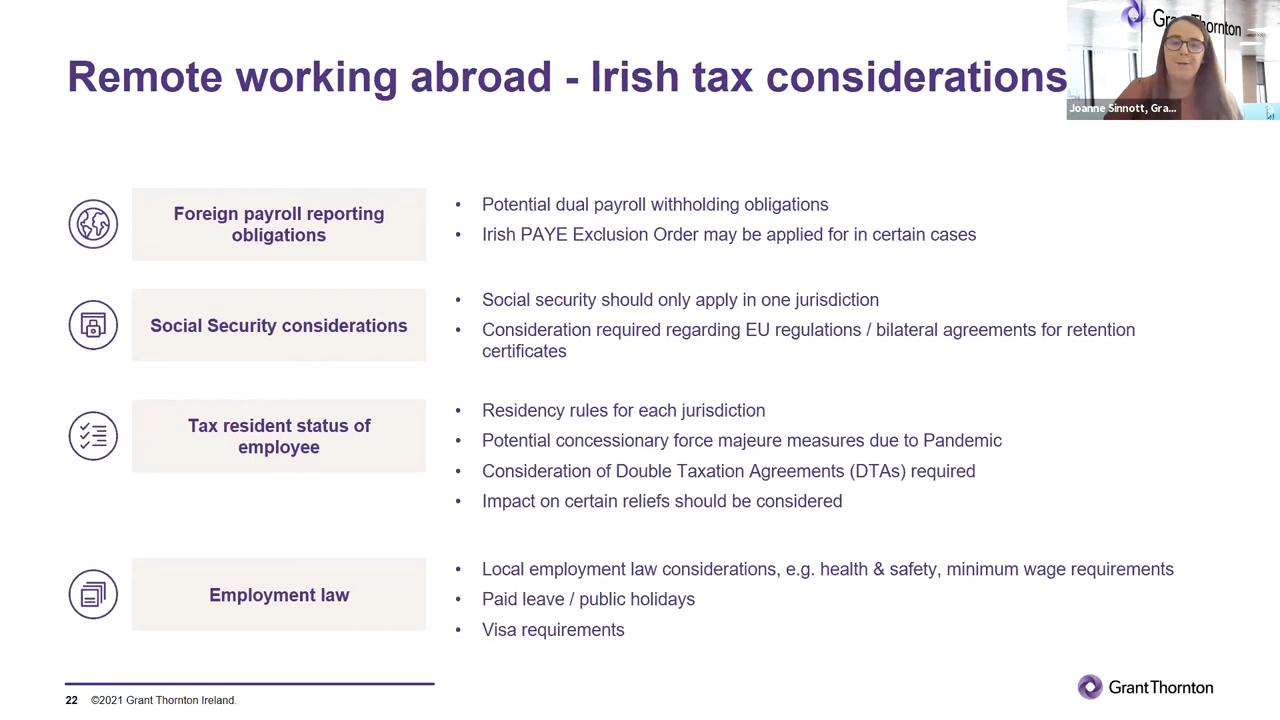 Remote working abroad - Irish tax considerations
Grant Thornton
Joanne Sinnott, Gra...
Foreign payroll reporting
obligations
• Potential dual payroll withholding obligations
• Irish PAYE Exclusion Order may be applied for in certain cases
Social Security considerations
• Social security should only apply in one jurisdiction
• Consideration required regarding EU regulations / bilateral agreements for retention
certificates
Tax resident status of
employee
• Residency rules for each jurisdiction
• Potential concessionary force majeure measures due to Pandemic
• Consideration of Double Taxation Agreements (DTAs) required
• Impact on certain reliefs should be considered
Employment law
• Local employment law considerations, e.g. health & safety, minimum wage requirements
• Paid leave / public holidays
• Visa requirements
22 ©2021 Grant Thornton Ireland.
Grant Thornton